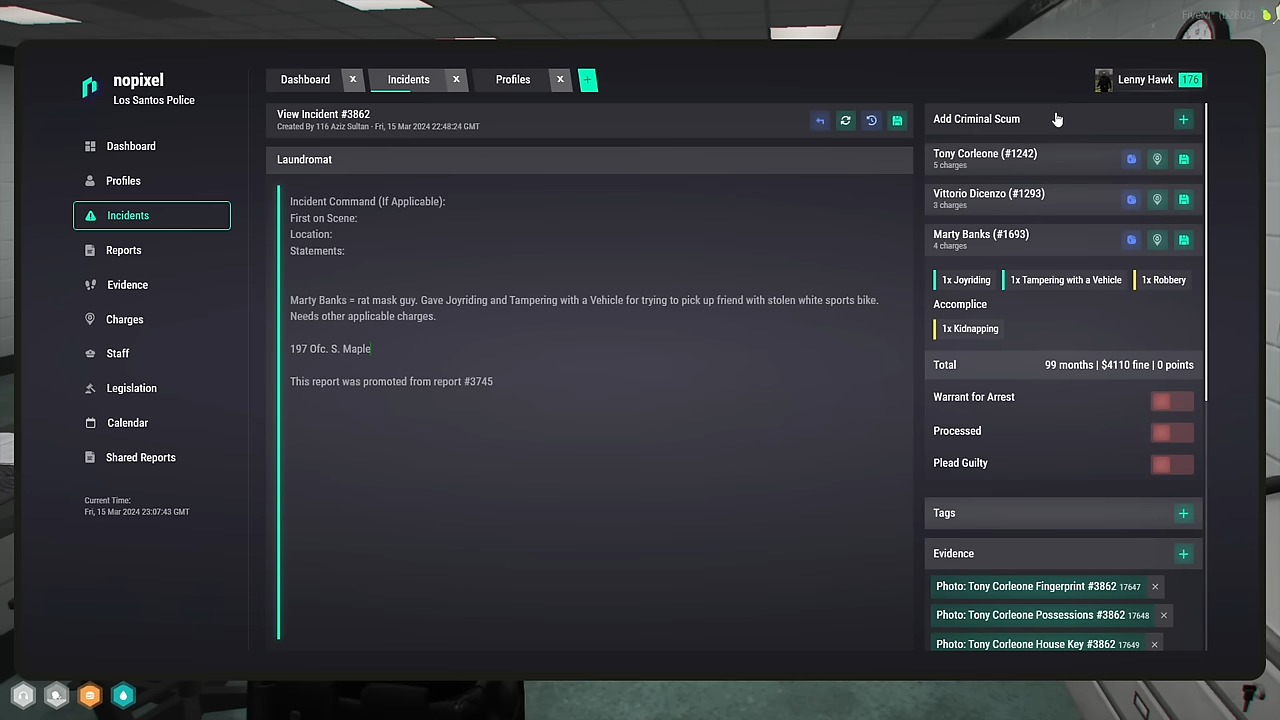 FiveM® (b2802)
nopixel
Los Santos Police
Dashboard
Profiles
Incidents
Reports
Evidence
Charges
Staff
Legislation
Calendar
Shared Reports
Current Time:
Fri, 15 Mar 2024 23:07:43 GMT
Dashboard x Incidents x Profiles x +
Lenny Hawk 176
View Incident #3862
Created By 116 Aziz Sultan - Fri, 15 Mar 2024 22:48:24 GMT
Laundromat
Incident Command (If Applicable):
First on Scene:
Location:
Statements:
Marty Banks = rat mask guy. Gave Joyriding and Tampering with a Vehicle for trying to pick up friend with stolen white sports bike.
Needs other applicable charges.
197 Ofc. S. Maple
This report was promoted from report #3745
Add Criminal Scum +
Tony Corleone (#1242)
5 charges
Vittorio Dicenzo (#1293)
3 charges
Marty Banks (#1693)
4 charges
1x Joyriding 1x Tampering with a Vehicle 1x Robbery
Accomplice
1x Kidnapping
Total 99 months | $4110 fine | 0 points
Warrant for Arrest
Processed
Plead Guilty
Tags +
Evidence +
Photo: Tony Corleone Fingerprint #3862 17647 x
Photo: Tony Corleone Possessions #3862 17648 x
Photo: Tony Corleone House Key #3862 17649 x